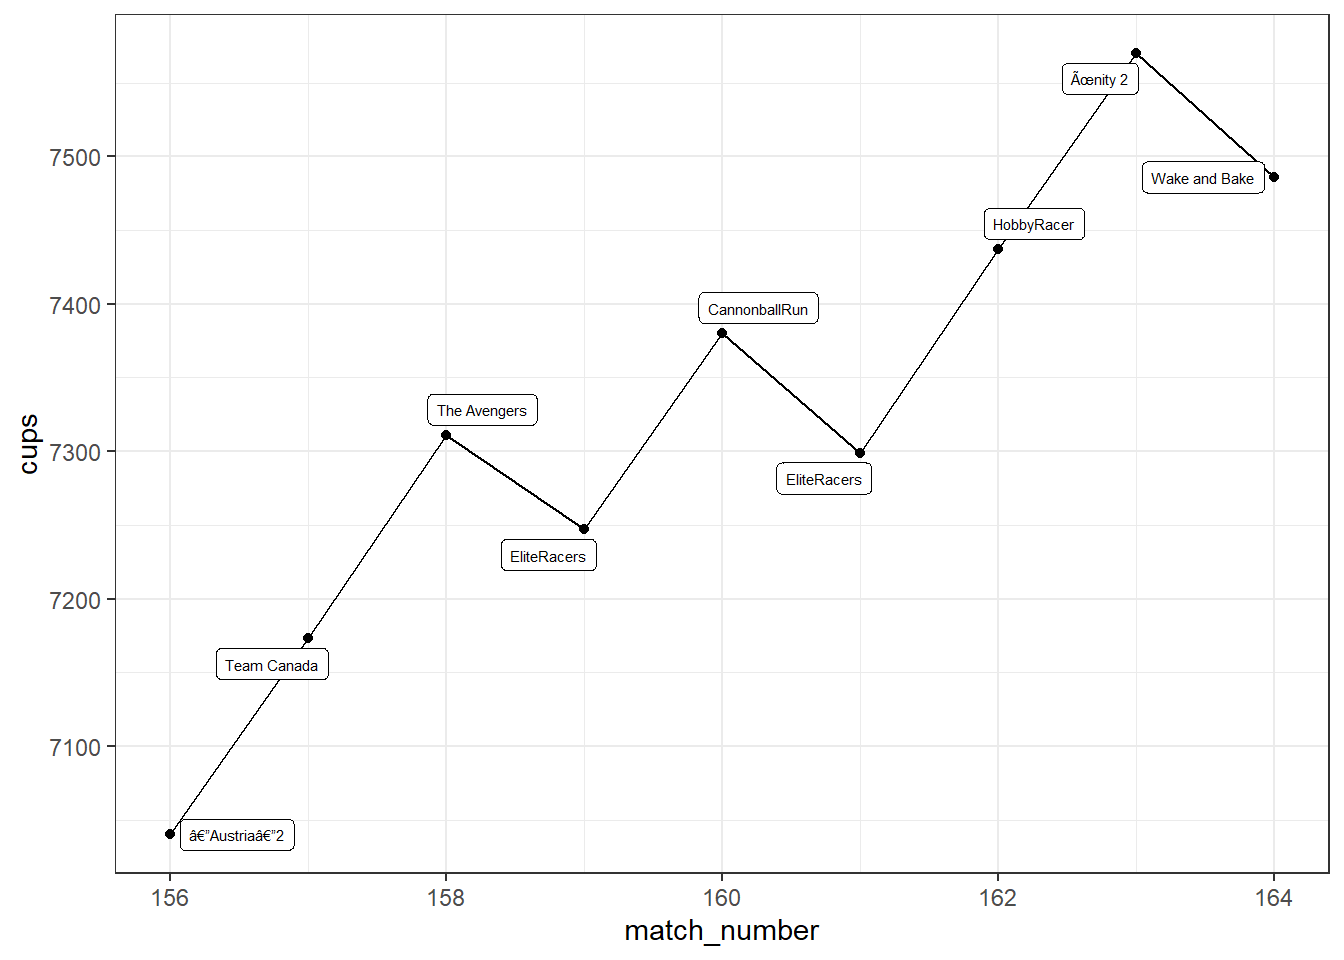 Ãœnity 2
7500
Wake and Bake
HobbyRacer
7400
CannonballRun
The Avengers
cups
7300
EliteRacers
EliteRacers
7200
Team Canada
7100
â€”Austriaâ€”2
156
158
160
162
164
match_number